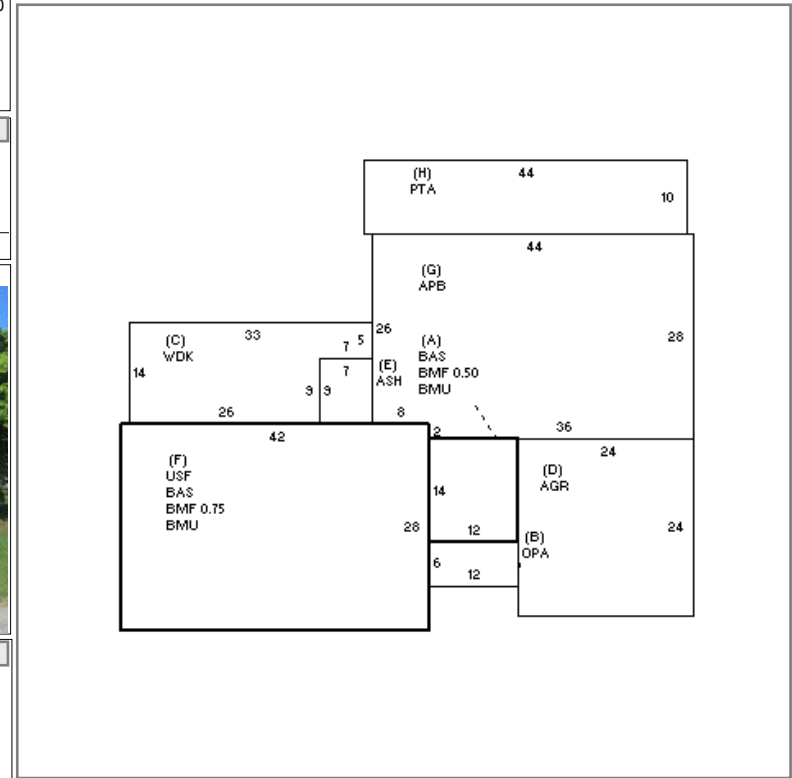 (H)
PTA
44
10
44
(G)
APB
28
33
5
7
26
(C)
WDK
14
7
9
9
(E)
ASH
(A)
BAS
BMF 0.50
BMU
26
8
42
2
36
24
(F)
USF
BAS
BMF 0.75
BMU
14
(D)
AGR
28
12
24
(B)
OPA
6
12